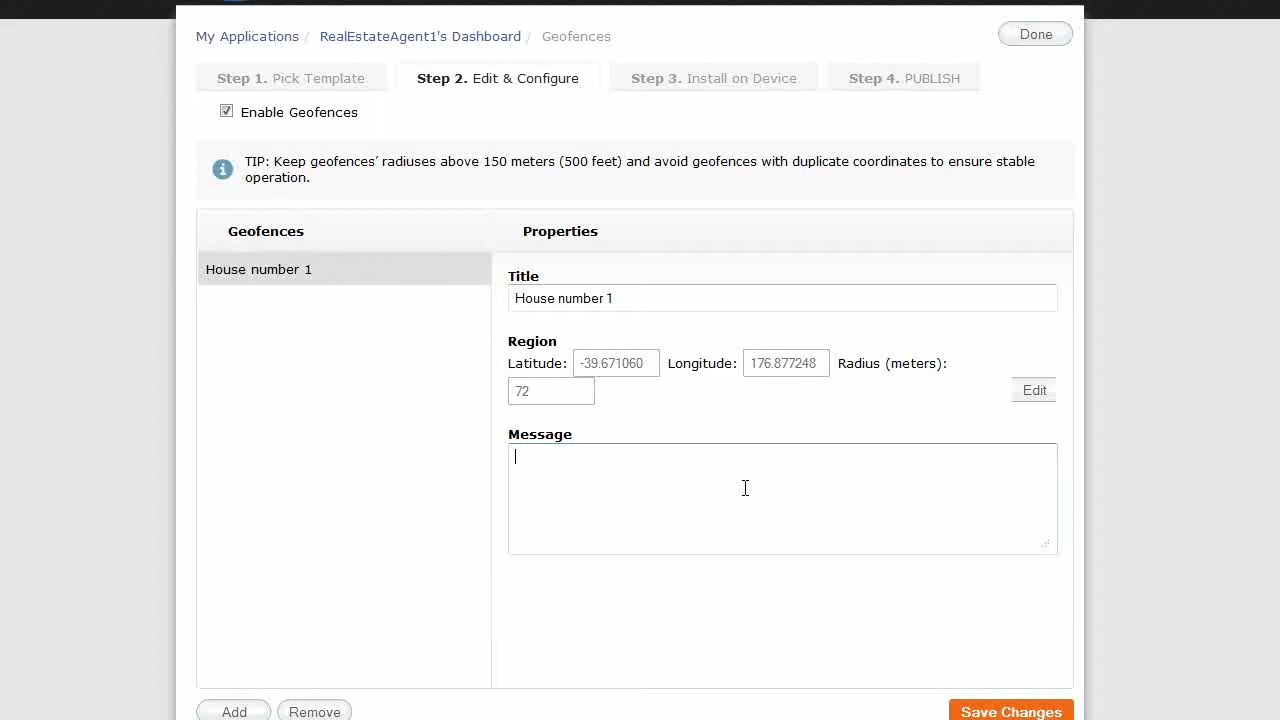 My Applications / RealEstateAgent1's Dashboard / Geofences
Done
Step 1. Pick Template
Step 2. Edit & Configure
Step 3. Install on Device
Step 4. PUBLISH
Enable Geofences
TIP: Keep geofences' radiuses above 150 meters (500 feet) and avoid geofences with duplicate coordinates to ensure stable
operation.
Geofences
Properties
House number 1
Title
House number 1
Region
Latitude: -39.671060 Longitude: 176.877248 Radius (meters):
72
Edit
Message
Add
Remove
Save Changes